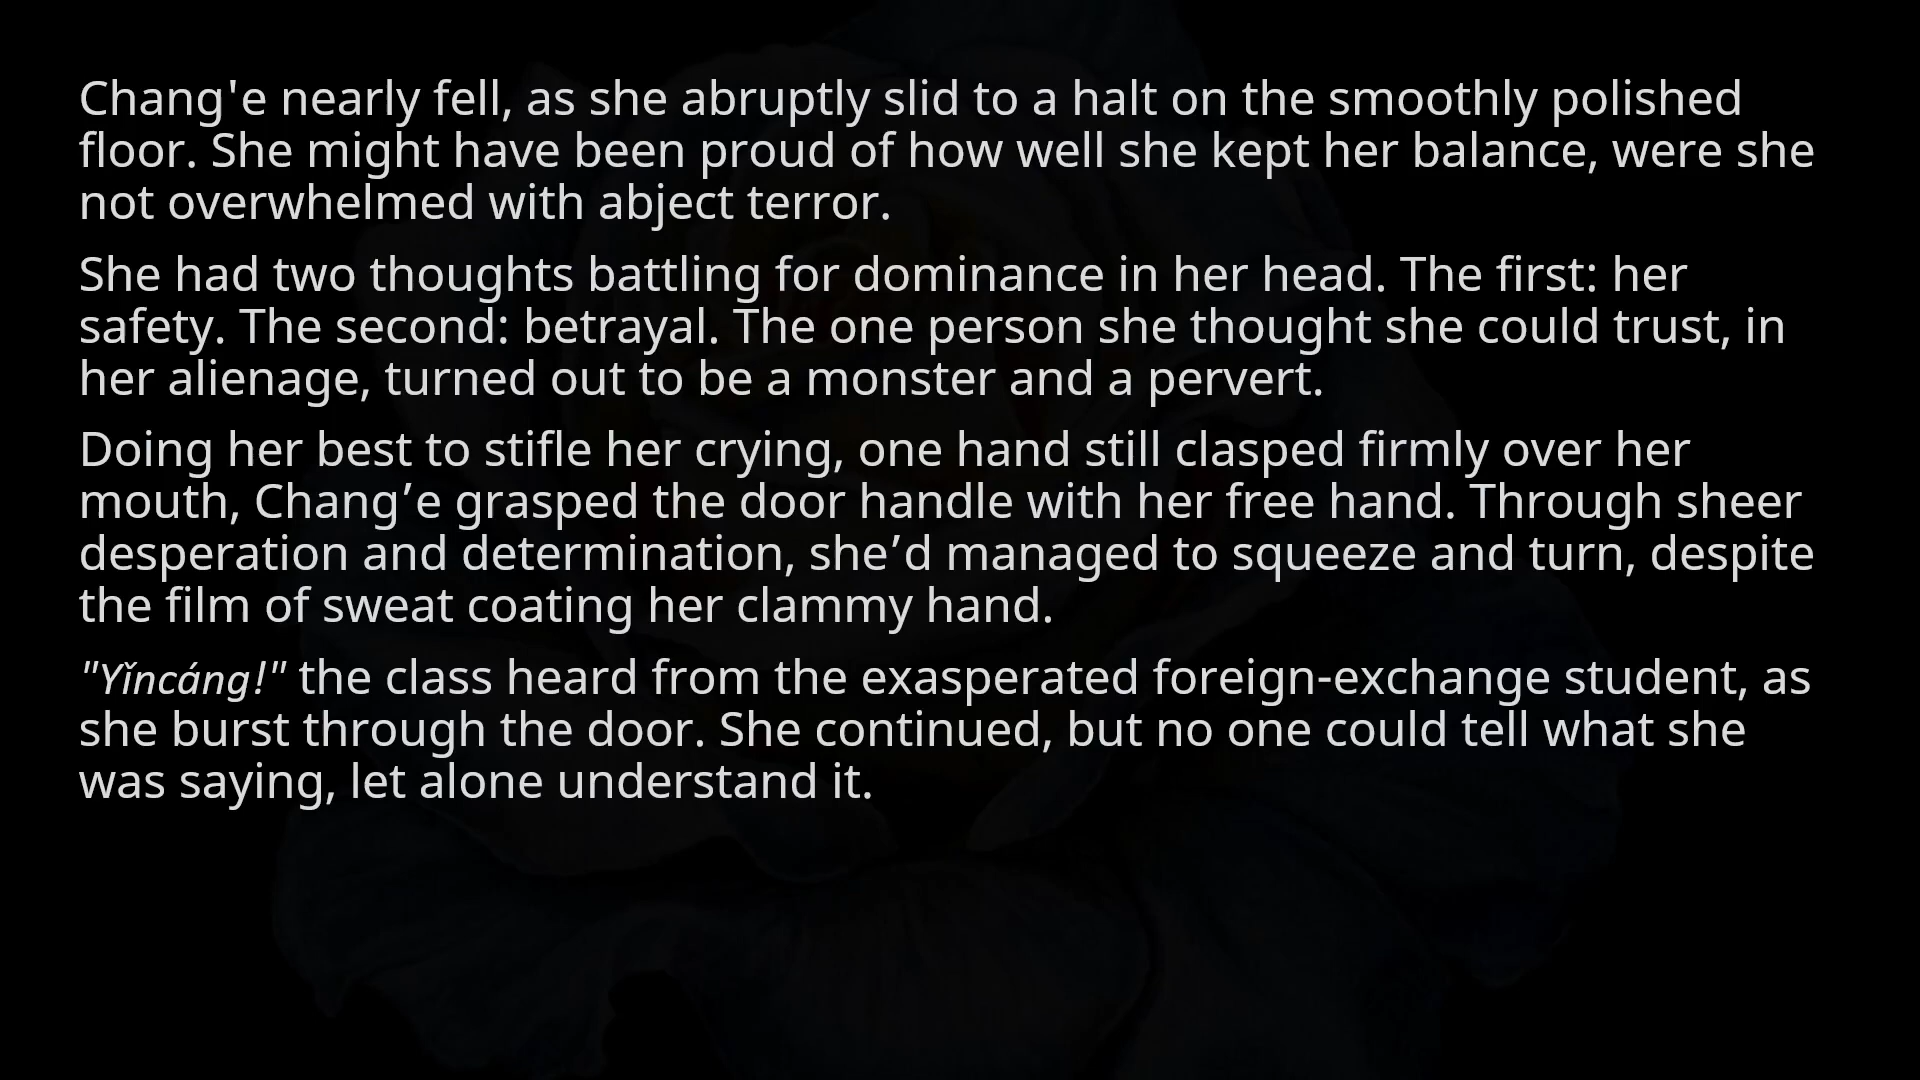 Chang'e nearly fell, as she abruptly slid to a halt on the smoothly polished
floor. She might have been proud of how well she kept her balance, were she
not overwhelmed with abject terror.
She had two thoughts battling for dominance in her head. The first: her
safety. The second: betrayal. The one person she thought she could trust, in
her alienage, turned out to be a monster and a pervert.
Doing her best to stifle her crying, one hand still clasped firmly over her
mouth, Chang’e grasped the door handle with her free hand. Through sheer
desperation and determination, she’d managed to squeeze and turn, despite
the film of sweat coating her clammy hand.
"Yǐncáng!" the class heard from the exasperated foreign-exchange student, as
she burst through the door. She continued, but no one could tell what she
was saying, let alone understand it.